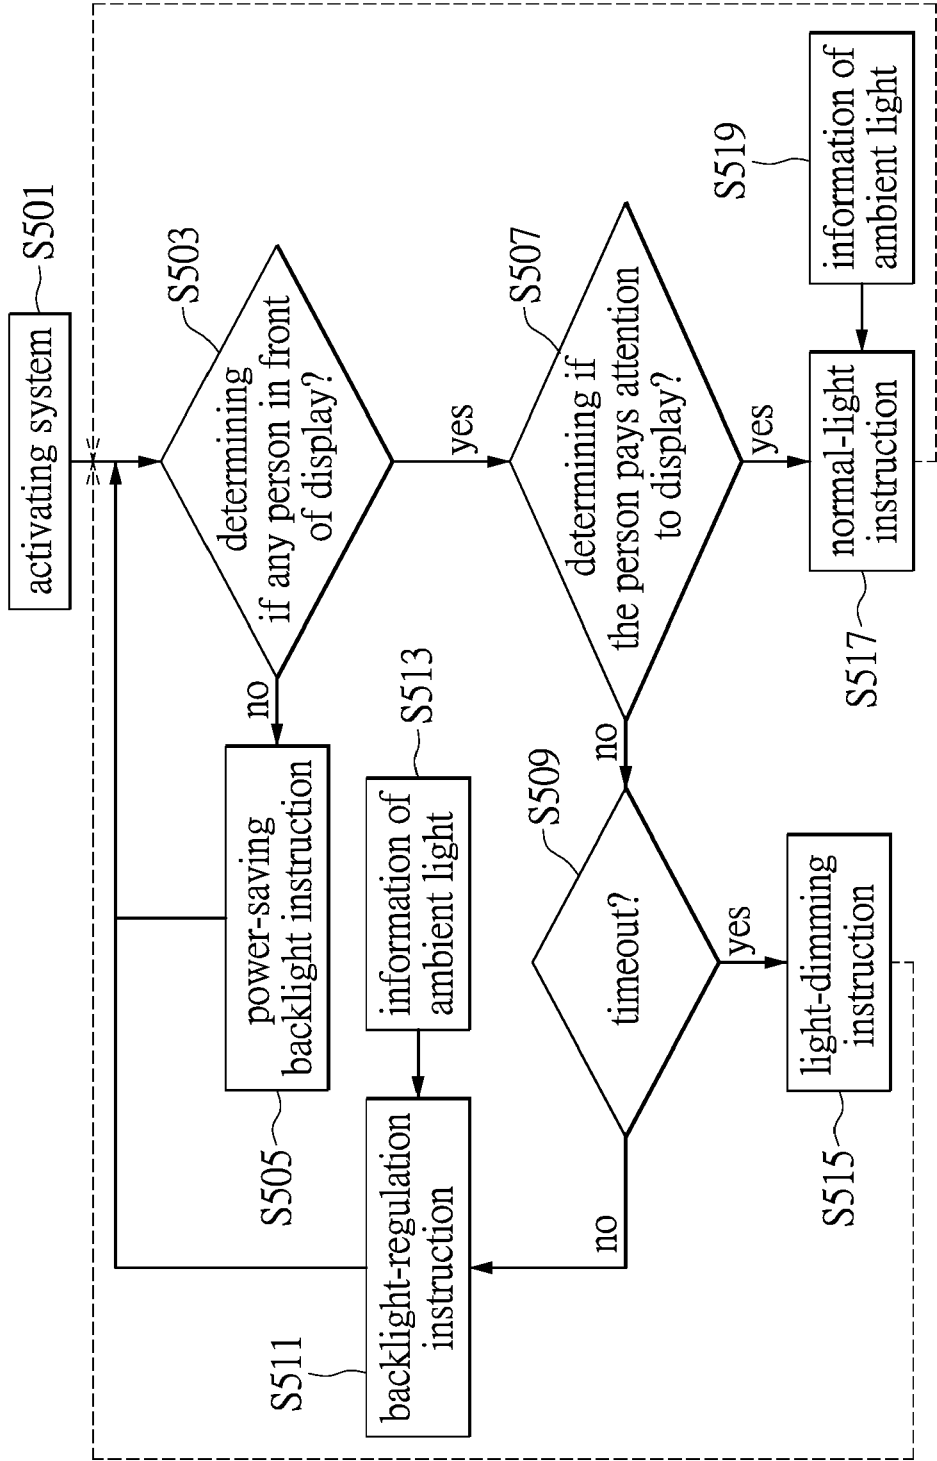 activating system
S501
determining
if any person in front
of display?
S503
no
yes
power-saving
backlight instruction
S505
determining if
the person pays attention
to display?
S507
no
yes
timeout?
S509
no
yes
backlight-regulation
instruction
S511
information of
ambient light
S513
light-dimming
instruction
S515
normal-light
instruction
S517
information of
ambient light
S519